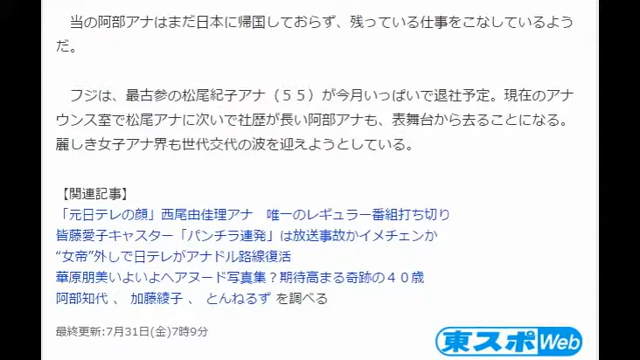 当の阿部アナはまだ日本に帰国しておらず、残っている仕事をこなしているよう
だ。
フジは、最古参の松尾紀子アナ（５５）が今月いっぱいで退社予定。現在のアナ
ウンス室で松尾アナに次いで社歴が長い阿部アナも、表舞台から去ることになる。
麗しき女子アナ界も世代交代の波を迎えようとしている。
【関連記事】
「元日テレの顔」西尾由佳理アナ　唯一のレギュラー番組打ち切り
皆藤愛子キャスター「パンチラ連発」は放送事故かイメチェンか
“女帝”外しで日テレがアナドル路線復活
華原朋美いよいよヘアヌード写真集？期待高まる奇跡の４０歳
阿部知代 、 加藤綾子 、 とんねるず を調べる
最終更新:7月31日(金)7時9分
東スポWeb